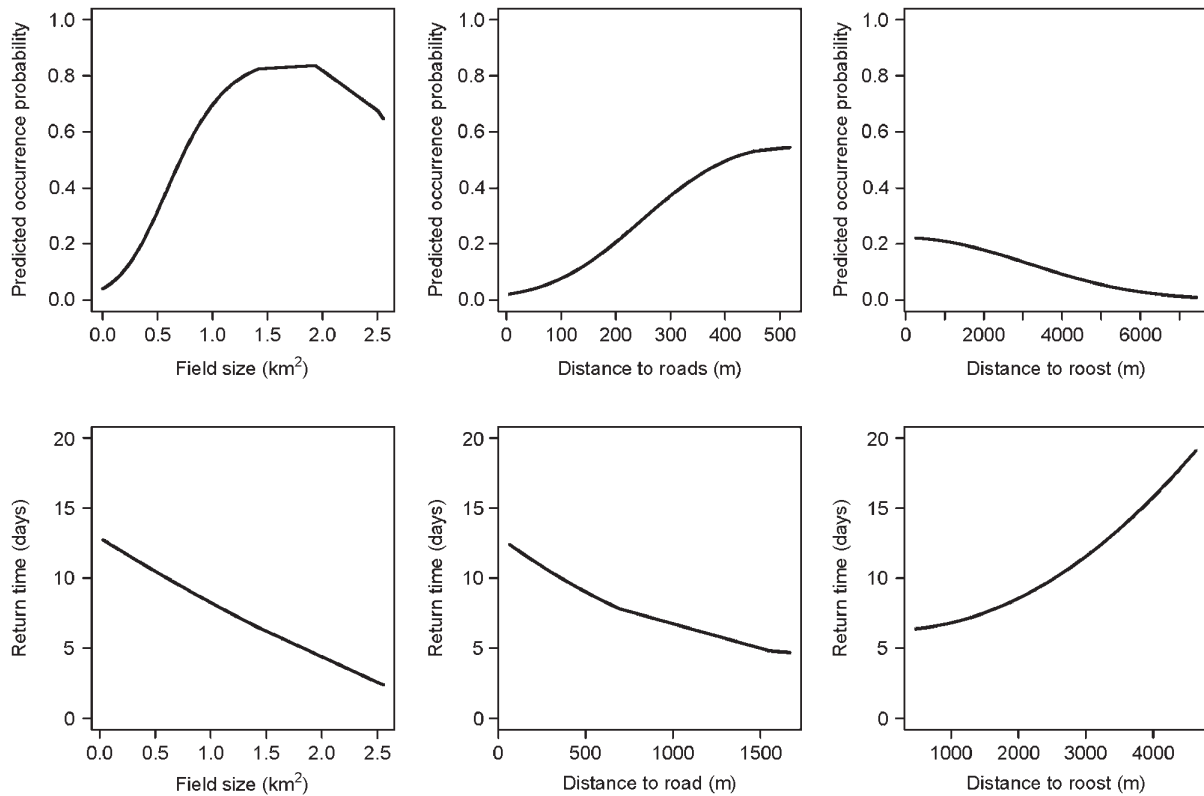 Predicted occurrence probability
1.0
0.8
0.6
0.4
0.2
0.0
0.0 0.5 1.0 1.5 2.0 2.5
Field size (km²)
Predicted occurrence probability
1.0
0.8
0.6
0.4
0.2
0.0
0 100 200 300 400 500
Distance to roads (m)
Predicted occurrence probability
1.0
0.8
0.6
0.4
0.2
0.0
0 2000 4000 6000
Distance to roost (m)
Return time (days)
20
15
10
5
0
0.0 0.5 1.0 1.5 2.0 2.5
Field size (km²)
Return time (days)
20
15
10
5
0
0 500 1000 1500
Distance to road (m)
Return time (days)
20
15
10
5
0
1000 2000 3000 4000
Distance to roost (m)